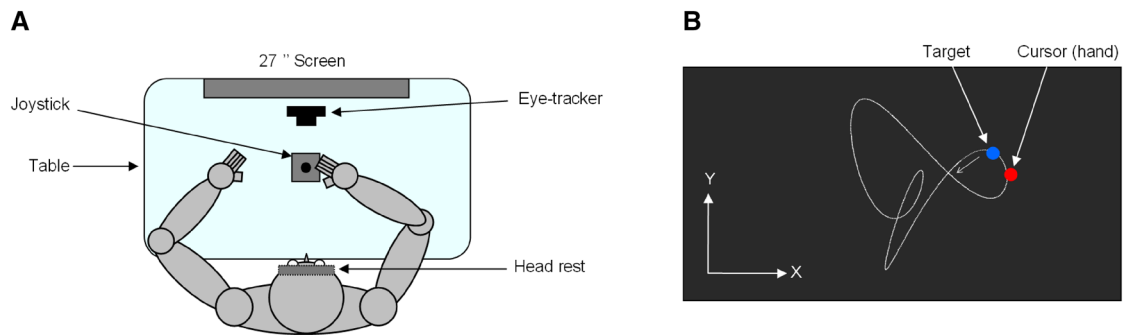 A
27 " Screen
Joystick
Eye-tracker
Table
Head rest
B
Target
Cursor (hand)
Y
X